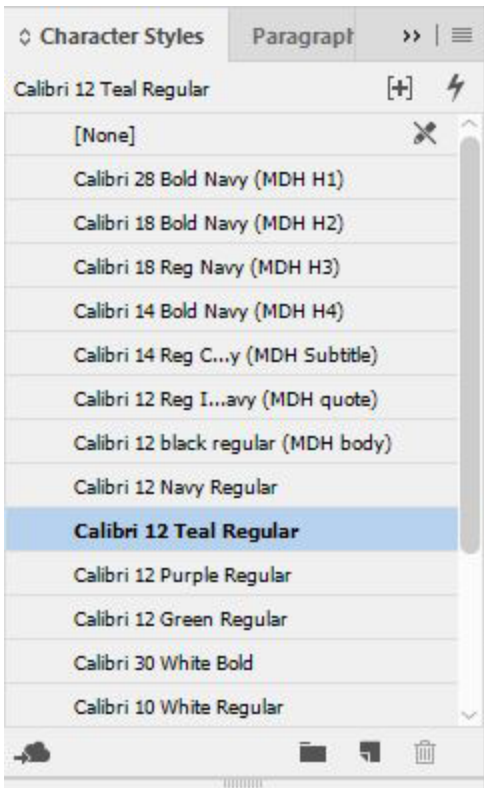 Character Styles Paragraph
Calibri 12 Teal Regular
[None]
Calibri 28 Bold Navy (MDH H1)
Calibri 18 Bold Navy (MDH H2)
Calibri 18 Reg Navy (MDH H3)
Calibri 14 Bold Navy (MDH H4)
Calibri 14 Reg C...y (MDH Subtitle)
Calibri 12 Reg I...avy (MDH quote)
Calibri 12 black regular (MDH body)
Calibri 12 Navy Regular
Calibri 12 Teal Regular
Calibri 12 Purple Regular
Calibri 12 Green Regular
Calibri 30 White Bold
Calibri 10 White Regular